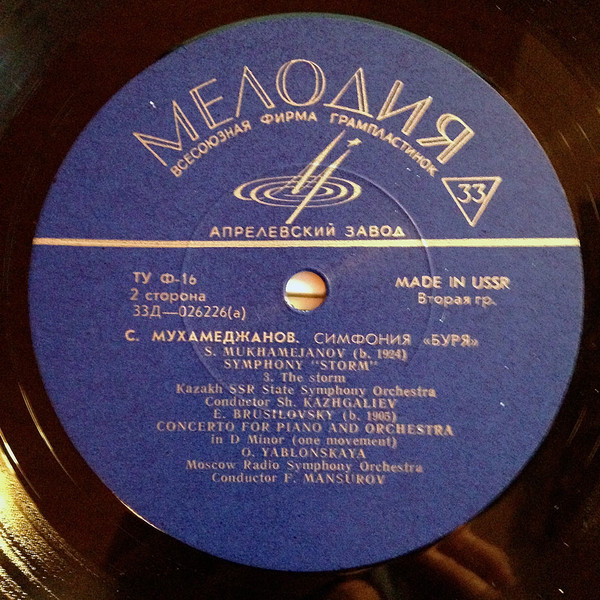 МЕЛОДИЯ
ВСЕСОЮЗНАЯ ФИРМА ГРАМПЛАСТИНОК
33
АПРЕЛЕВСКИЙ ЗАВОД
ТУ Ф-16
MADE IN USSR
2 сторона
Вторая гр.
33Д—026226(а)
С. МУХАМЕДЖАНОВ. СИМФОНИЯ «БУРЯ»
S. MUKHAMEJANOV (b. 1924)
SYMPHONY "STORM"
3. The storm
Kazakh SSR State Symphony Orchestra
Conductor Sh. KAZHGALIEV
E. BRUSILOVSKY (b. 1905)
CONCERTO FOR PIANO AND ORCHESTRA
in D Minor (one movement)
O. YABLONSKAYA
Moscow Radio Symphony Orchestra
Conductor F. MANSUROV